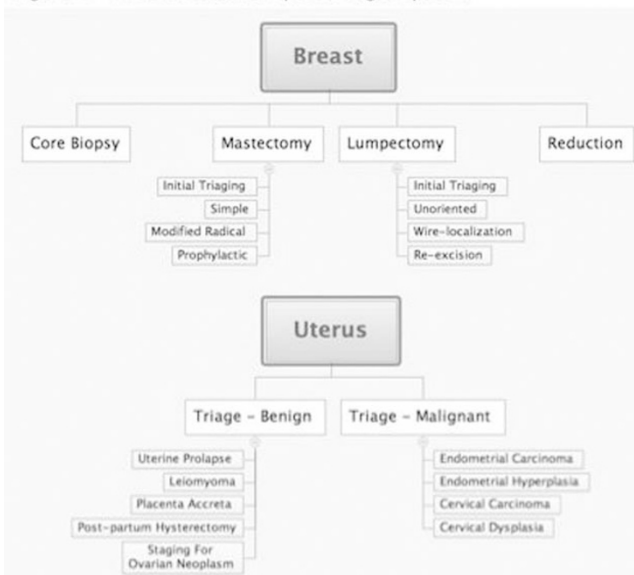 Breast
Core Biopsy
Mastectomy
Lumpectomy
Reduction
Initial Triaging
Simple
Modified Radical
Prophylactic
Initial Triaging
Unoriented
Wire-localization
Re-excision
Uterus
Triage - Benign
Triage - Malignant
Uterine Prolapse
Leiomyoma
Placenta Accreta
Post-partum Hysterectomy
Staging For
Ovarian Neoplasm
Endometrial Carcinoma
Endometrial Hyperplasia
Cervical Carcinoma
Cervical Dysplasia